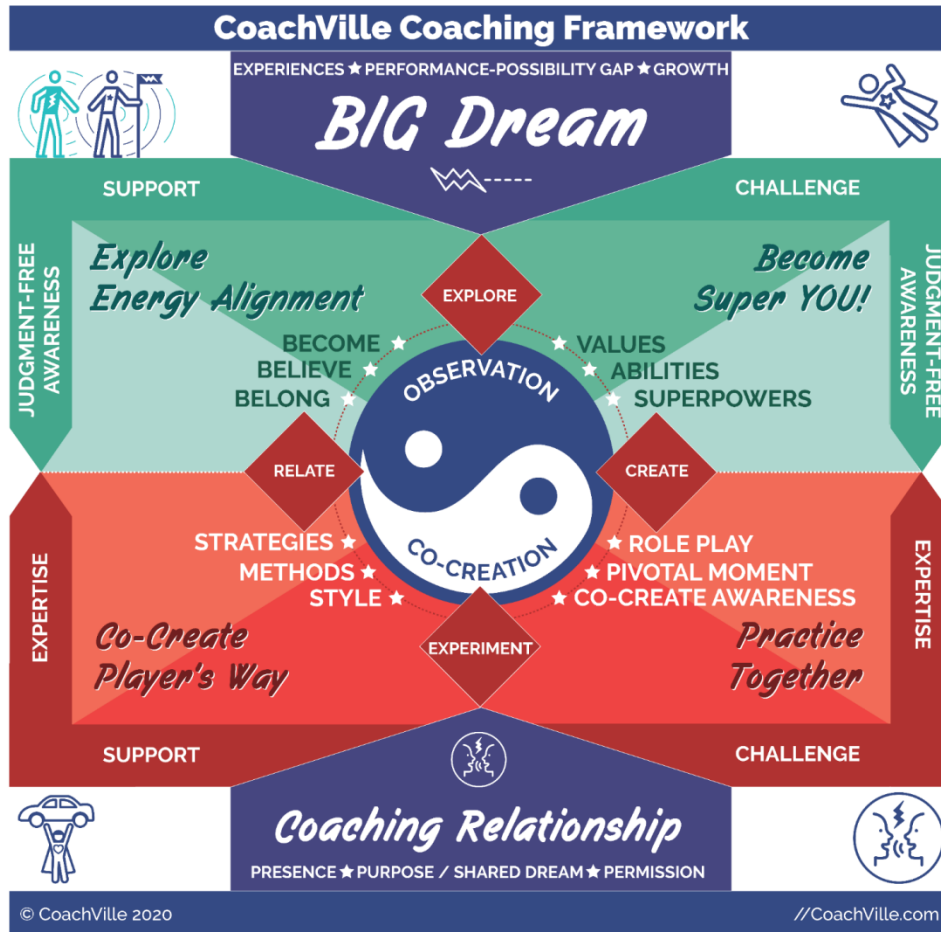 CoachVille Coaching Framework
EXPERIENCES ★ PERFORMANCE-POSSIBILITY GAP ★ GROWTH
BIG Dream
SUPPORT
CHALLENGE
JUDGMENT-FREE
AWARENESS
Explore
Energy Alignment
Become
Super YOU!
JUDGMENT-FREE
AWARENESS
EXPLORE
BECOME
BELIEVE
BELONG
OBSERVATION
VALUES
ABILITIES
SUPERPOWERS
RELATE
CREATE
CO-CREATION
STRATEGIES
METHODS
STYLE
ROLE PLAY
PIVOTAL MOMENT
CO-CREATE AWARENESS
EXPERTISE
Co-Create
Player's Way
EXPERIMENT
Practice
Together
EXPERTISE
SUPPORT
CHALLENGE
Coaching Relationship
PRESENCE ★ PURPOSE / SHARED DREAM ★ PERMISSION
© CoachVille 2020
//CoachVille.com